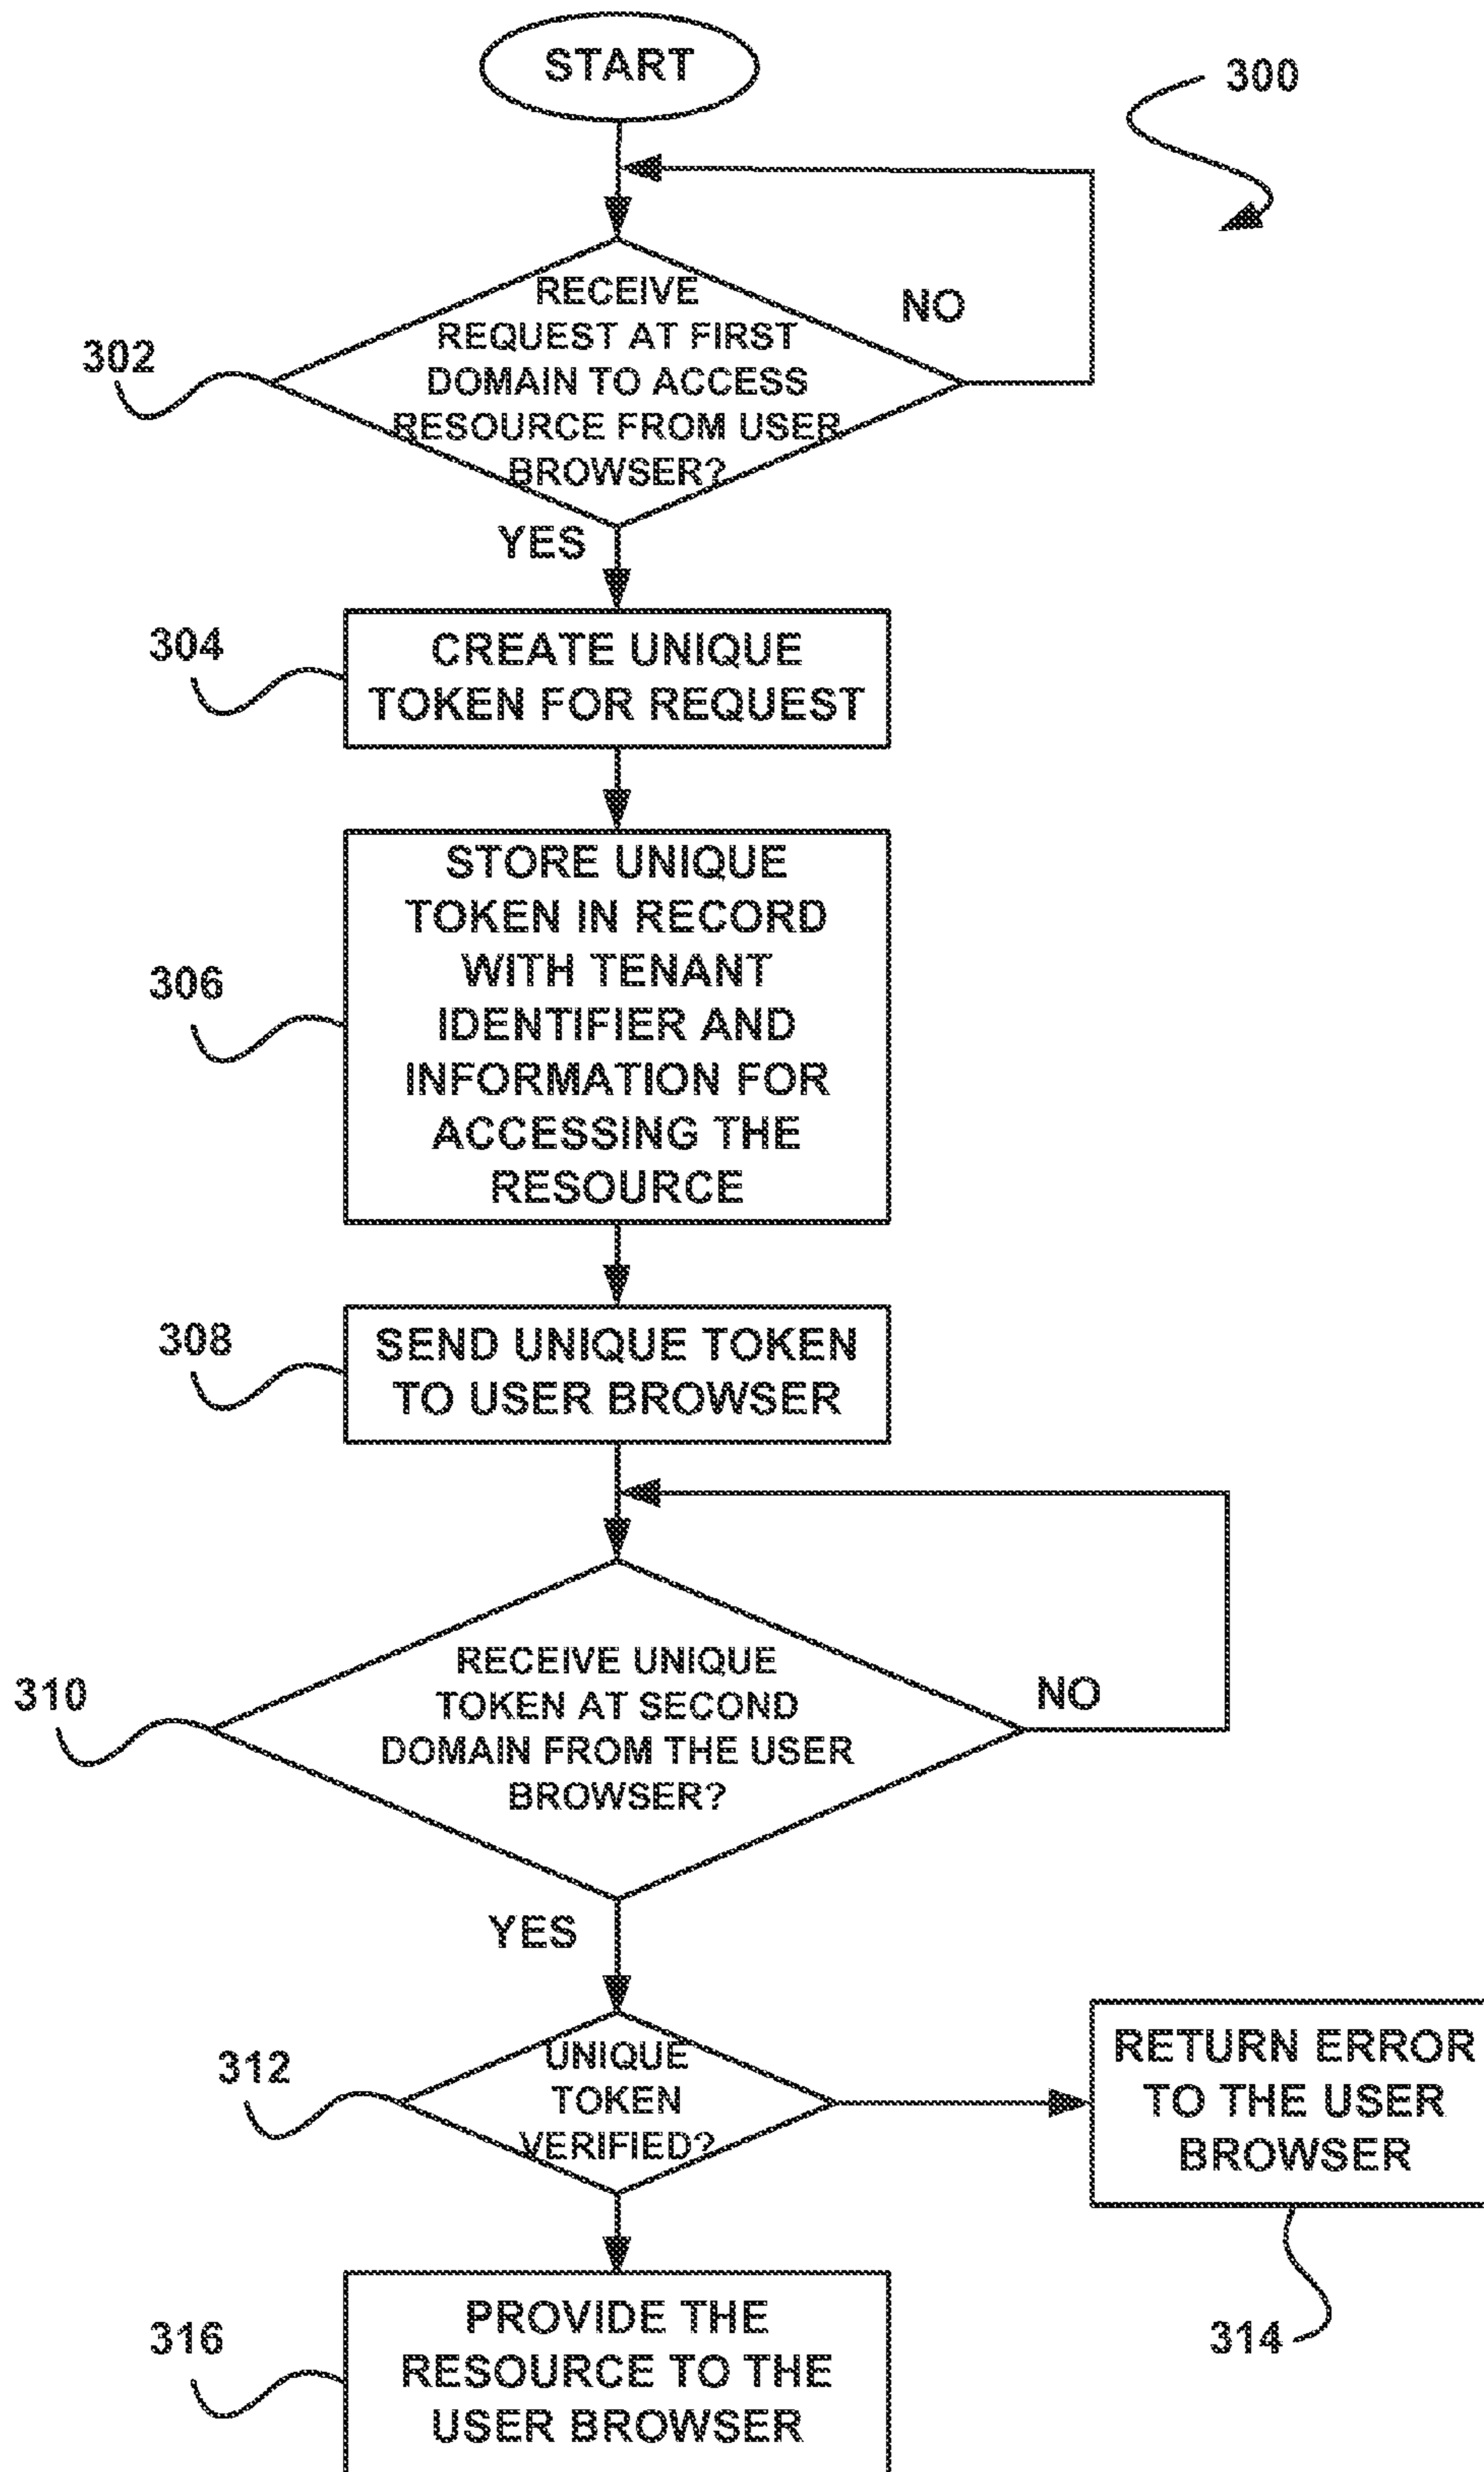 START
300
302
RECEIVE
REQUEST AT FIRST
DOMAIN TO ACCESS
RESOURCE FROM USER
BROWSER?
NO
YES
304
CREATE UNIQUE
TOKEN FOR REQUEST
306
STORE UNIQUE
TOKEN IN RECORD
WITH TENANT
IDENTIFIER AND
INFORMATION FOR
ACCESSING THE
RESOURCE
308
SEND UNIQUE TOKEN
TO USER BROWSER
310
RECEIVE UNIQUE
TOKEN AT SECOND
DOMAIN FROM THE USER
BROWSER?
NO
YES
312
UNIQUE
TOKEN
VERIFIED?
RETURN ERROR
TO THE USER
BROWSER
314
316
PROVIDE THE
RESOURCE TO THE
USER BROWSER